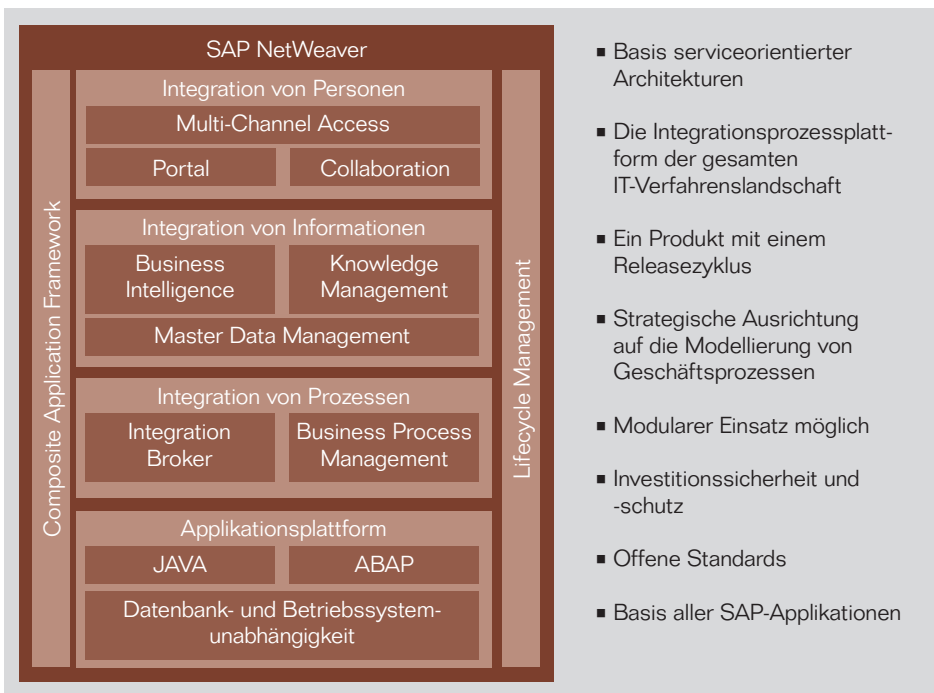 SAP NetWeaver
Composite Application Framework
Integration von Personen
Multi-Channel Access
Portal
Collaboration
Integration von Informationen
Business
Intelligence
Knowledge
Management
Master Data Management
Integration von Prozessen
Integration
Broker
Business Process
Management
Applikationsplattform
JAVA
ABAP
Datenbank- und Betriebssystem-
unabhängigkeit
Lifecycle Management
▪ Basis serviceorientierter
Architekturen
▪ Die Integrationsprozessplatt-
form der gesamten
IT-Verfahrenslandschaft
▪ Ein Produkt mit einem
Releasezyklus
▪ Strategische Ausrichtung
auf die Modellierung von
Geschäftsprozessen
▪ Modularer Einsatz möglich
▪ Investitionssicherheit und
-schutz
▪ Offene Standards
▪ Basis aller SAP-Applikationen